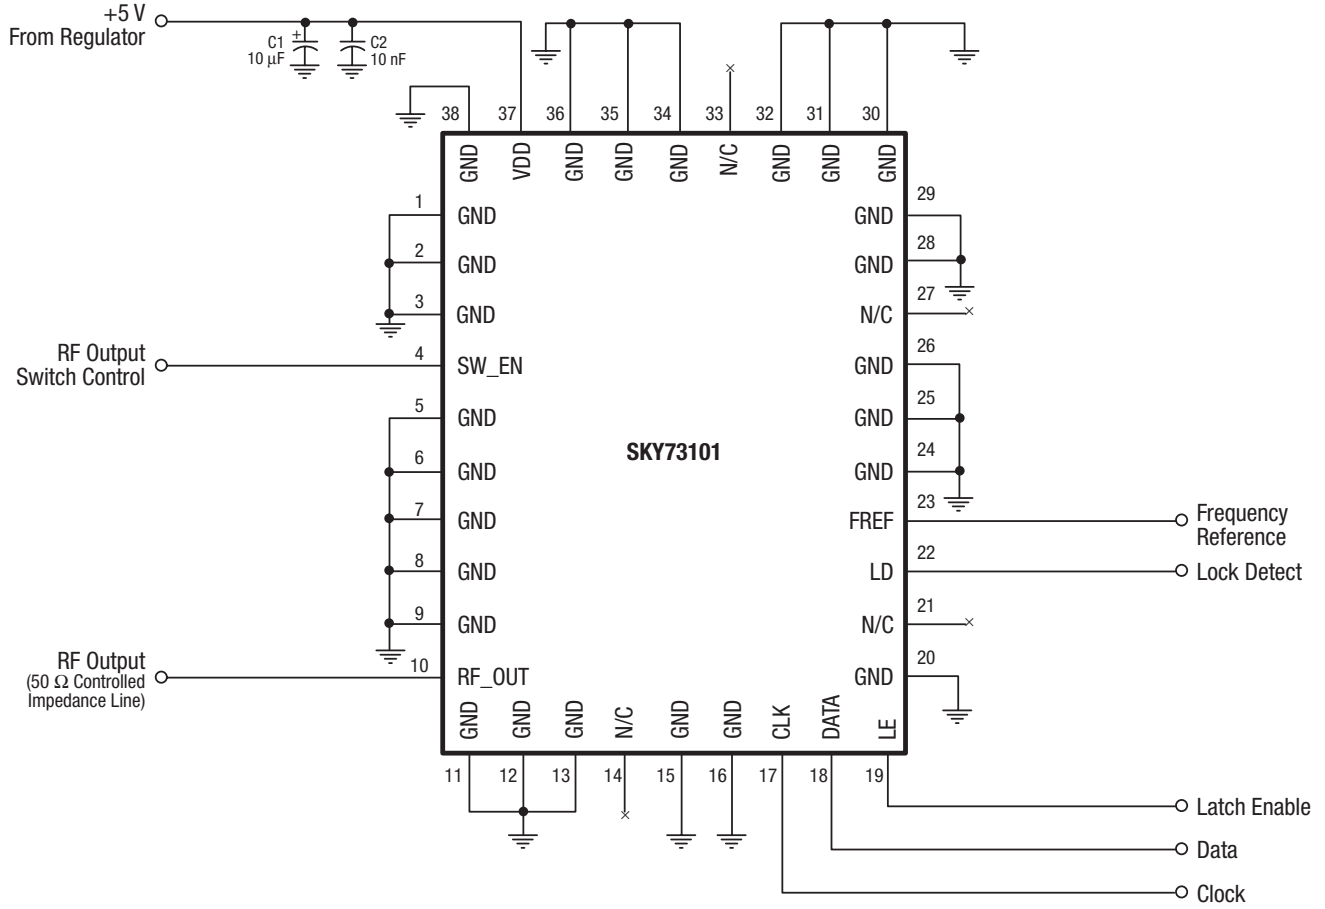 +5 V
From Regulator
C1
10 μF
+
C2
10 nF
38
37
36
35
34
33
32
31
30
GND
VDD
GND
GND
GND
N/C
GND
GND
GND
1
GND
2
GND
3
GND
RF Output
Switch Control
4
SW_EN
5
GND
6
GND
7
GND
8
GND
9
GND
RF Output
(50 Ω Controlled
Impedance Line)
10
RF_OUT
SKY73101
29
GND
28
GND
27
N/C
26
GND
25
GND
24
GND
23
FREF
Frequency
Reference
22
LD
Lock Detect
21
N/C
20
GND
GND
GND
GND
N/C
GND
GND
CLK
DATA
LE
11
12
13
14
15
16
17
18
19
Latch Enable
Data
Clock